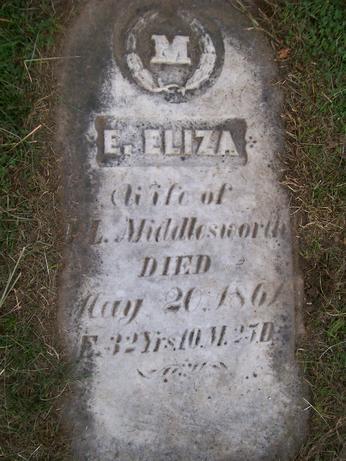 M
E. ELIZA
Wife of
L. Middlesworth
DIED
May 20, 1861
32 Yrs. 10. M. 27 D.